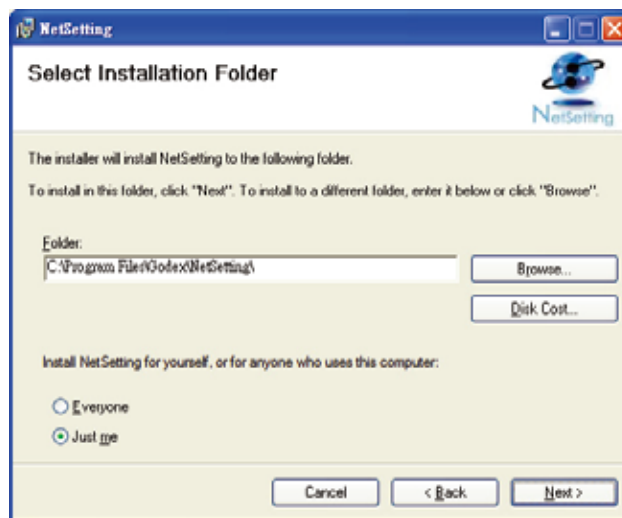 NetSetting
Select Installation Folder
NetSetting
The installer will install NetSetting to the following folder.
To install in this folder, click "Next". To install to a different folder, enter it below or click "Browse".
Folder:
C:\Program Files\Godex\NetSetting\
Browse...
Disk Cost...
Install NetSetting for yourself, or for anyone who uses this computer:
Everyone
Just me
Cancel
< Back
Next >